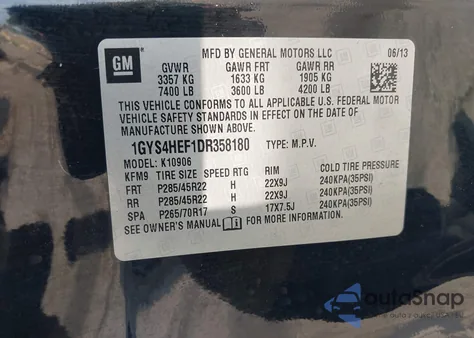 GM
MFD BY GENERAL MOTORS LLC 06/13
GVWR GAWR FRT GAWR RR
3357 KG 1633 KG 1905 KG
7400 LB 3600 LB 4200 LB
THIS VEHICLE CONFORMS TO ALL APPLICABLE U.S. FEDERAL MOTOR
VEHICLE SAFETY AND THEFT PREVENTION STANDARDS IN EFFECT ON THE DATE OF
MANUFACTURE SHOWN ABOVE.
1GYS4HEF1DR358180 TYPE: M.P.V.
MODEL: K10906
KFM9 TIRE SIZE SPEED RIM COLD TIRE PRESSURE
FRT P285/45R22 H 22X9J 240KPA(35PSI)
RR P285/45R22 H 22X9J 240KPA(35PSI)
SPA P265/70R17 S 17X7.5J 240KPA(35PSI)
SEE OWNER'S MANUAL FOR MORE INFORMATION.
autoSnap